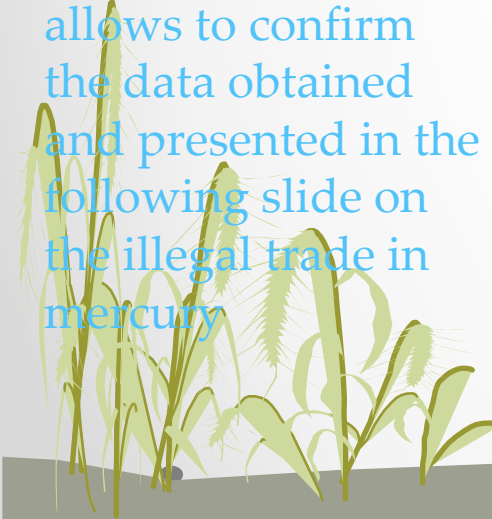 allows to confirm
the data obtained
and presented in the
following slide on
the illegal trade in
mercury